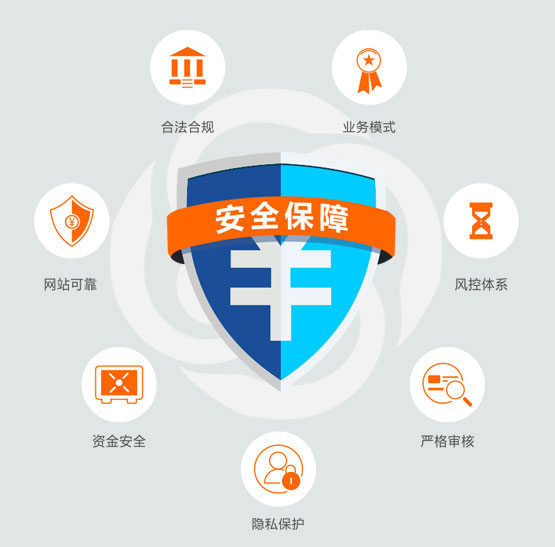 合法合规
业务模式
安全保障
网站可靠
风控体系
资金安全
严格审核
隐私保护